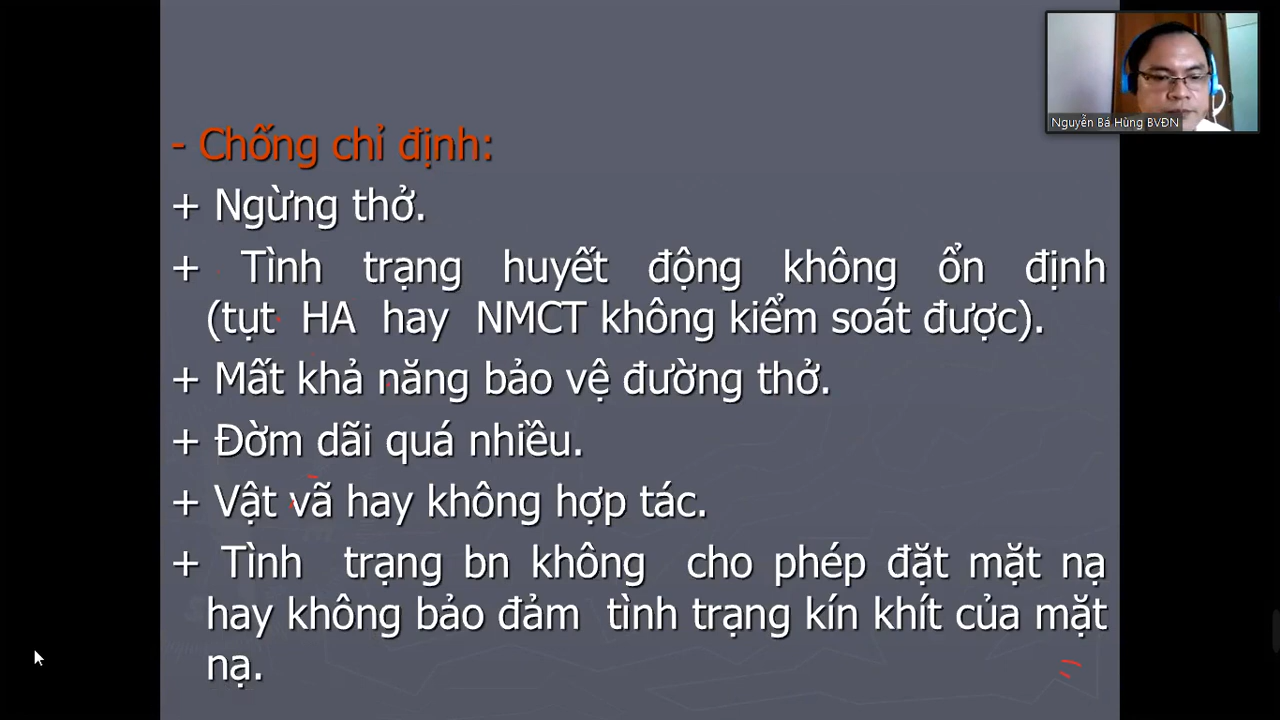 Nguyễn Bá Hùng BVĐN
- Chống chỉ định:
+ Ngừng thở.
+ Tình trạng huyết động không ổn định
(tụt HA hay NMCT không kiểm soát được).
+ Mất khả năng bảo vệ đường thở.
+ Đờm dãi quá nhiều.
+ Vật vã hay không hợp tác.
+ Tình trạng bn không cho phép đặt mặt nạ
hay không bảo đảm tình trạng kín khít của mặt
nạ.